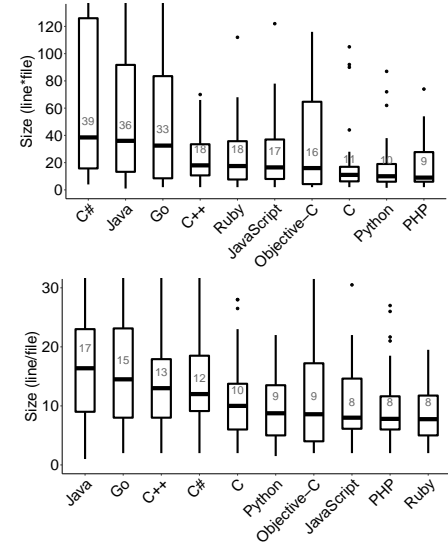 Size (line*file)
120
100
80
60
40
20
0
39
36
33
18
18
17
16
11
10
9
C#
Java
Go
C++
Ruby
JavaScript
Objective−C
C
Python
PHP
Size (line/file)
30
20
10
0
17
15
13
12
10
9
9
8
8
8
Java
Go
C++
C#
C
Python
Objective−C
JavaScript
PHP
Ruby